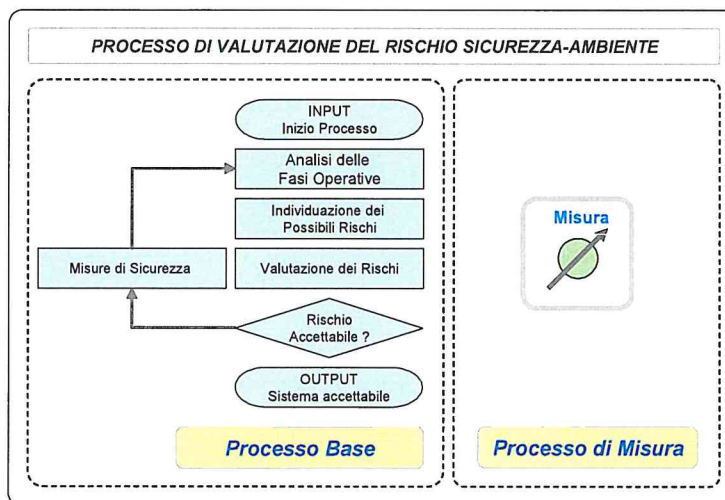 PROCESSO DI VALUTAZIONE DEL RISCHIO SICUREZZA-AMBIENTE
INPUT
Inizio Processo
Analisi delle
Fasi Operative
Individuazione dei
Possibili Rischi
Misure di Sicurezza
Valutazione dei Rischi
Rischio
Accettabile ?
OUTPUT
Sistema accettabile
Processo Base
Misura
Processo di Misura